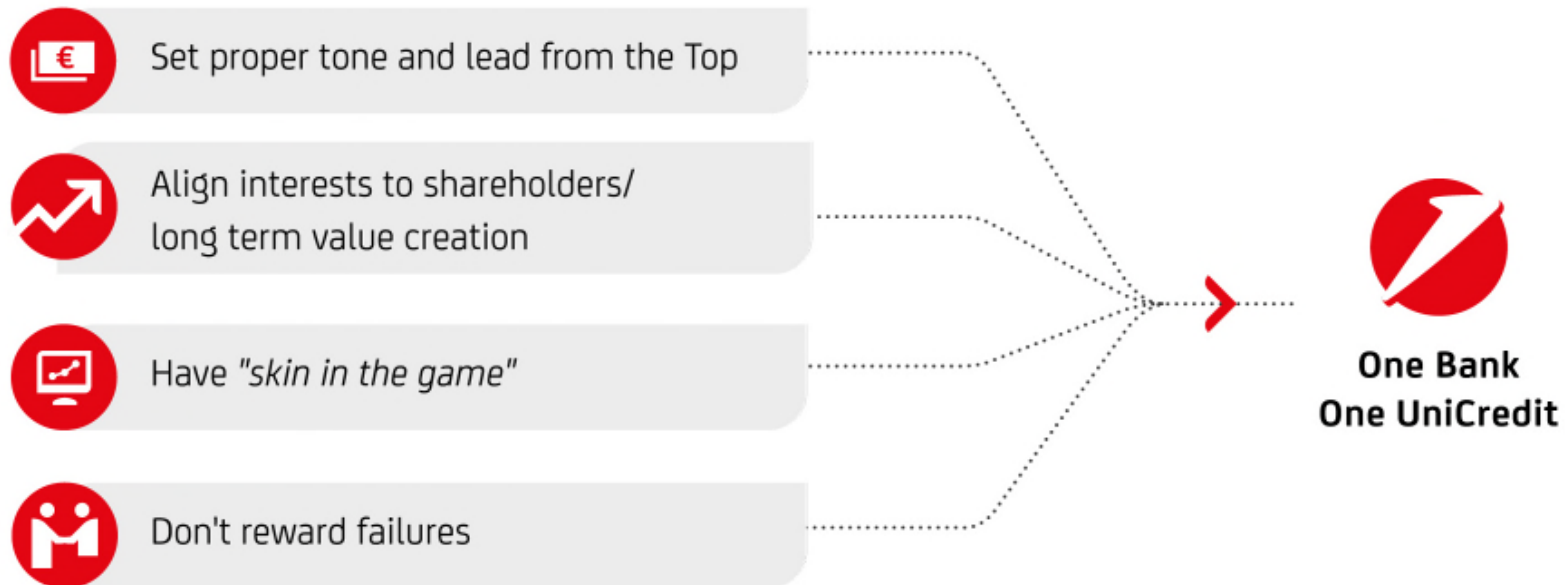 €
Set proper tone and lead from the Top
Align interests to shareholders/
long term value creation
Have "skin in the game"
Don't reward failures
One Bank
One UniCredit